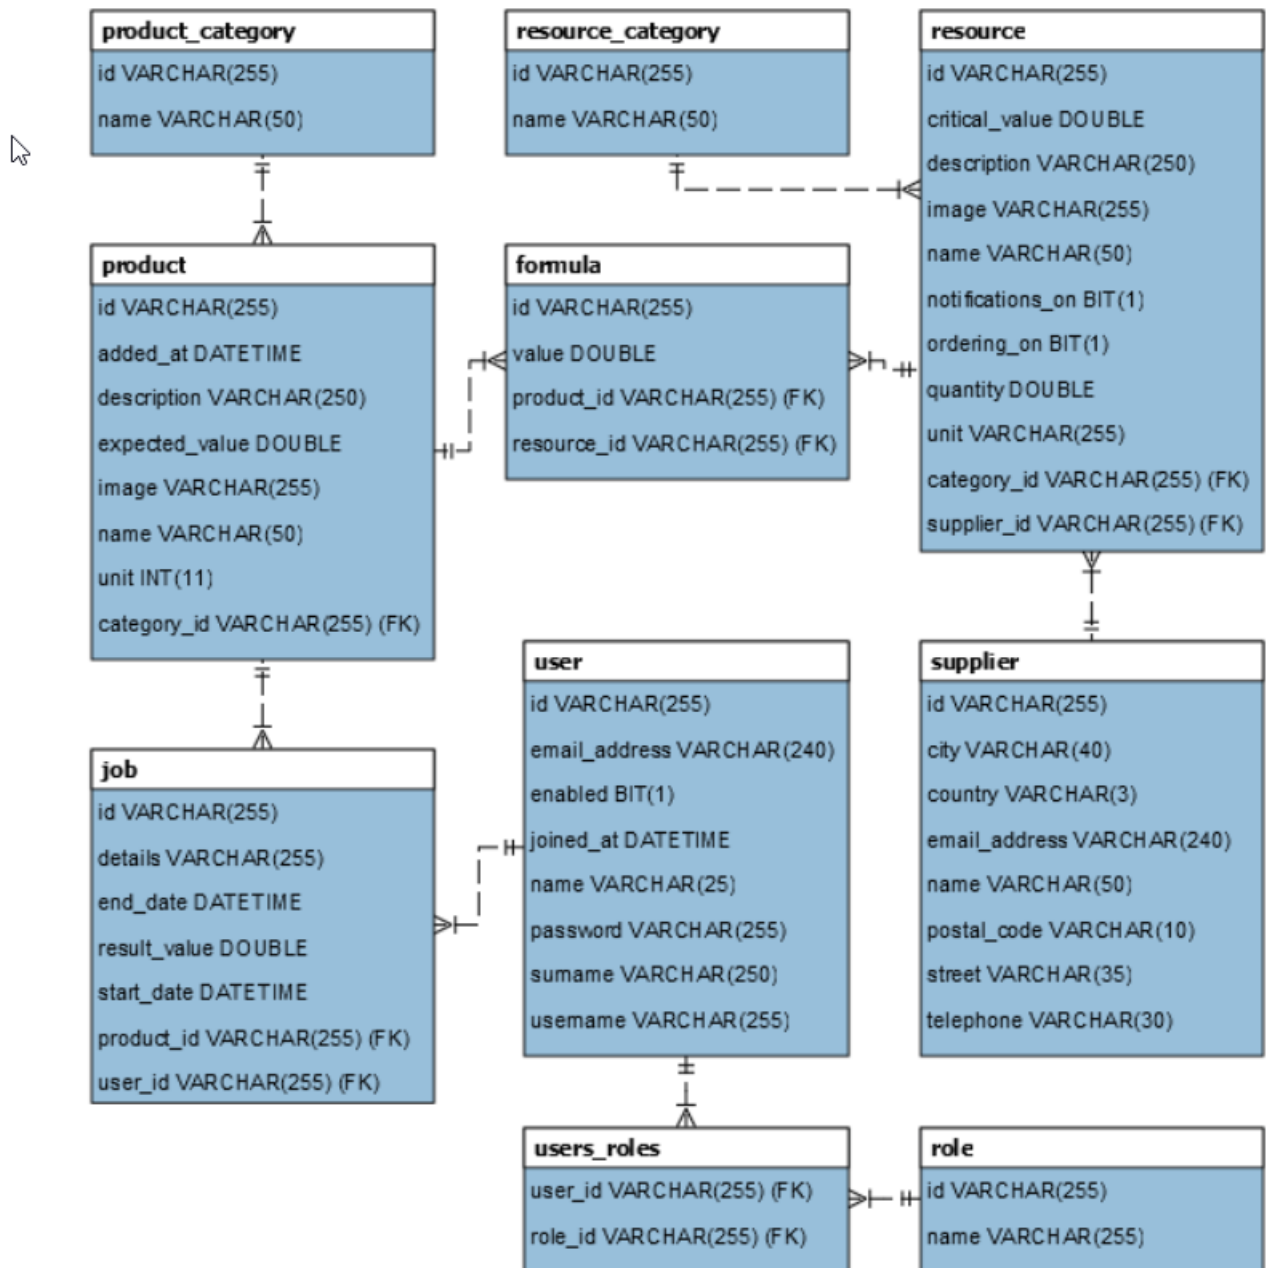 product_category
id VARCHAR(255)
name VARCHAR(50)
resource_category
id VARCHAR(255)
name VARCHAR(50)
resource
id VARCHAR(255)
critical_value DOUBLE
description VARCHAR(250)
image VARCHAR(255)
name VARCHAR(50)
notifications_on BIT(1)
ordering_on BIT(1)
quantity DOUBLE
unit VARCHAR(255)
category_id VARCHAR(255) (FK)
supplier_id VARCHAR(255) (FK)
product
id VARCHAR(255)
added_at DATETIME
description VARCHAR(250)
expected_value DOUBLE
image VARCHAR(255)
name VARCHAR(50)
unit INT(11)
category_id VARCHAR(255) (FK)
formula
id VARCHAR(255)
value DOUBLE
product_id VARCHAR(255) (FK)
resource_id VARCHAR(255) (FK)
user
id VARCHAR(255)
email_address VARCHAR(240)
enabled BIT(1)
joined_at DATETIME
name VARCHAR(25)
password VARCHAR(255)
surname VARCHAR(250)
username VARCHAR(255)
supplier
id VARCHAR(255)
city VARCHAR(40)
country VARCHAR(3)
email_address VARCHAR(240)
name VARCHAR(50)
postal_code VARCHAR(10)
street VARCHAR(35)
telephone VARCHAR(30)
job
id VARCHAR(255)
details VARCHAR(255)
end_date DATETIME
result_value DOUBLE
start_date DATETIME
product_id VARCHAR(255) (FK)
user_id VARCHAR(255) (FK)
users_roles
user_id VARCHAR(255) (FK)
role_id VARCHAR(255) (FK)
role
id VARCHAR(255)
name VARCHAR(255)